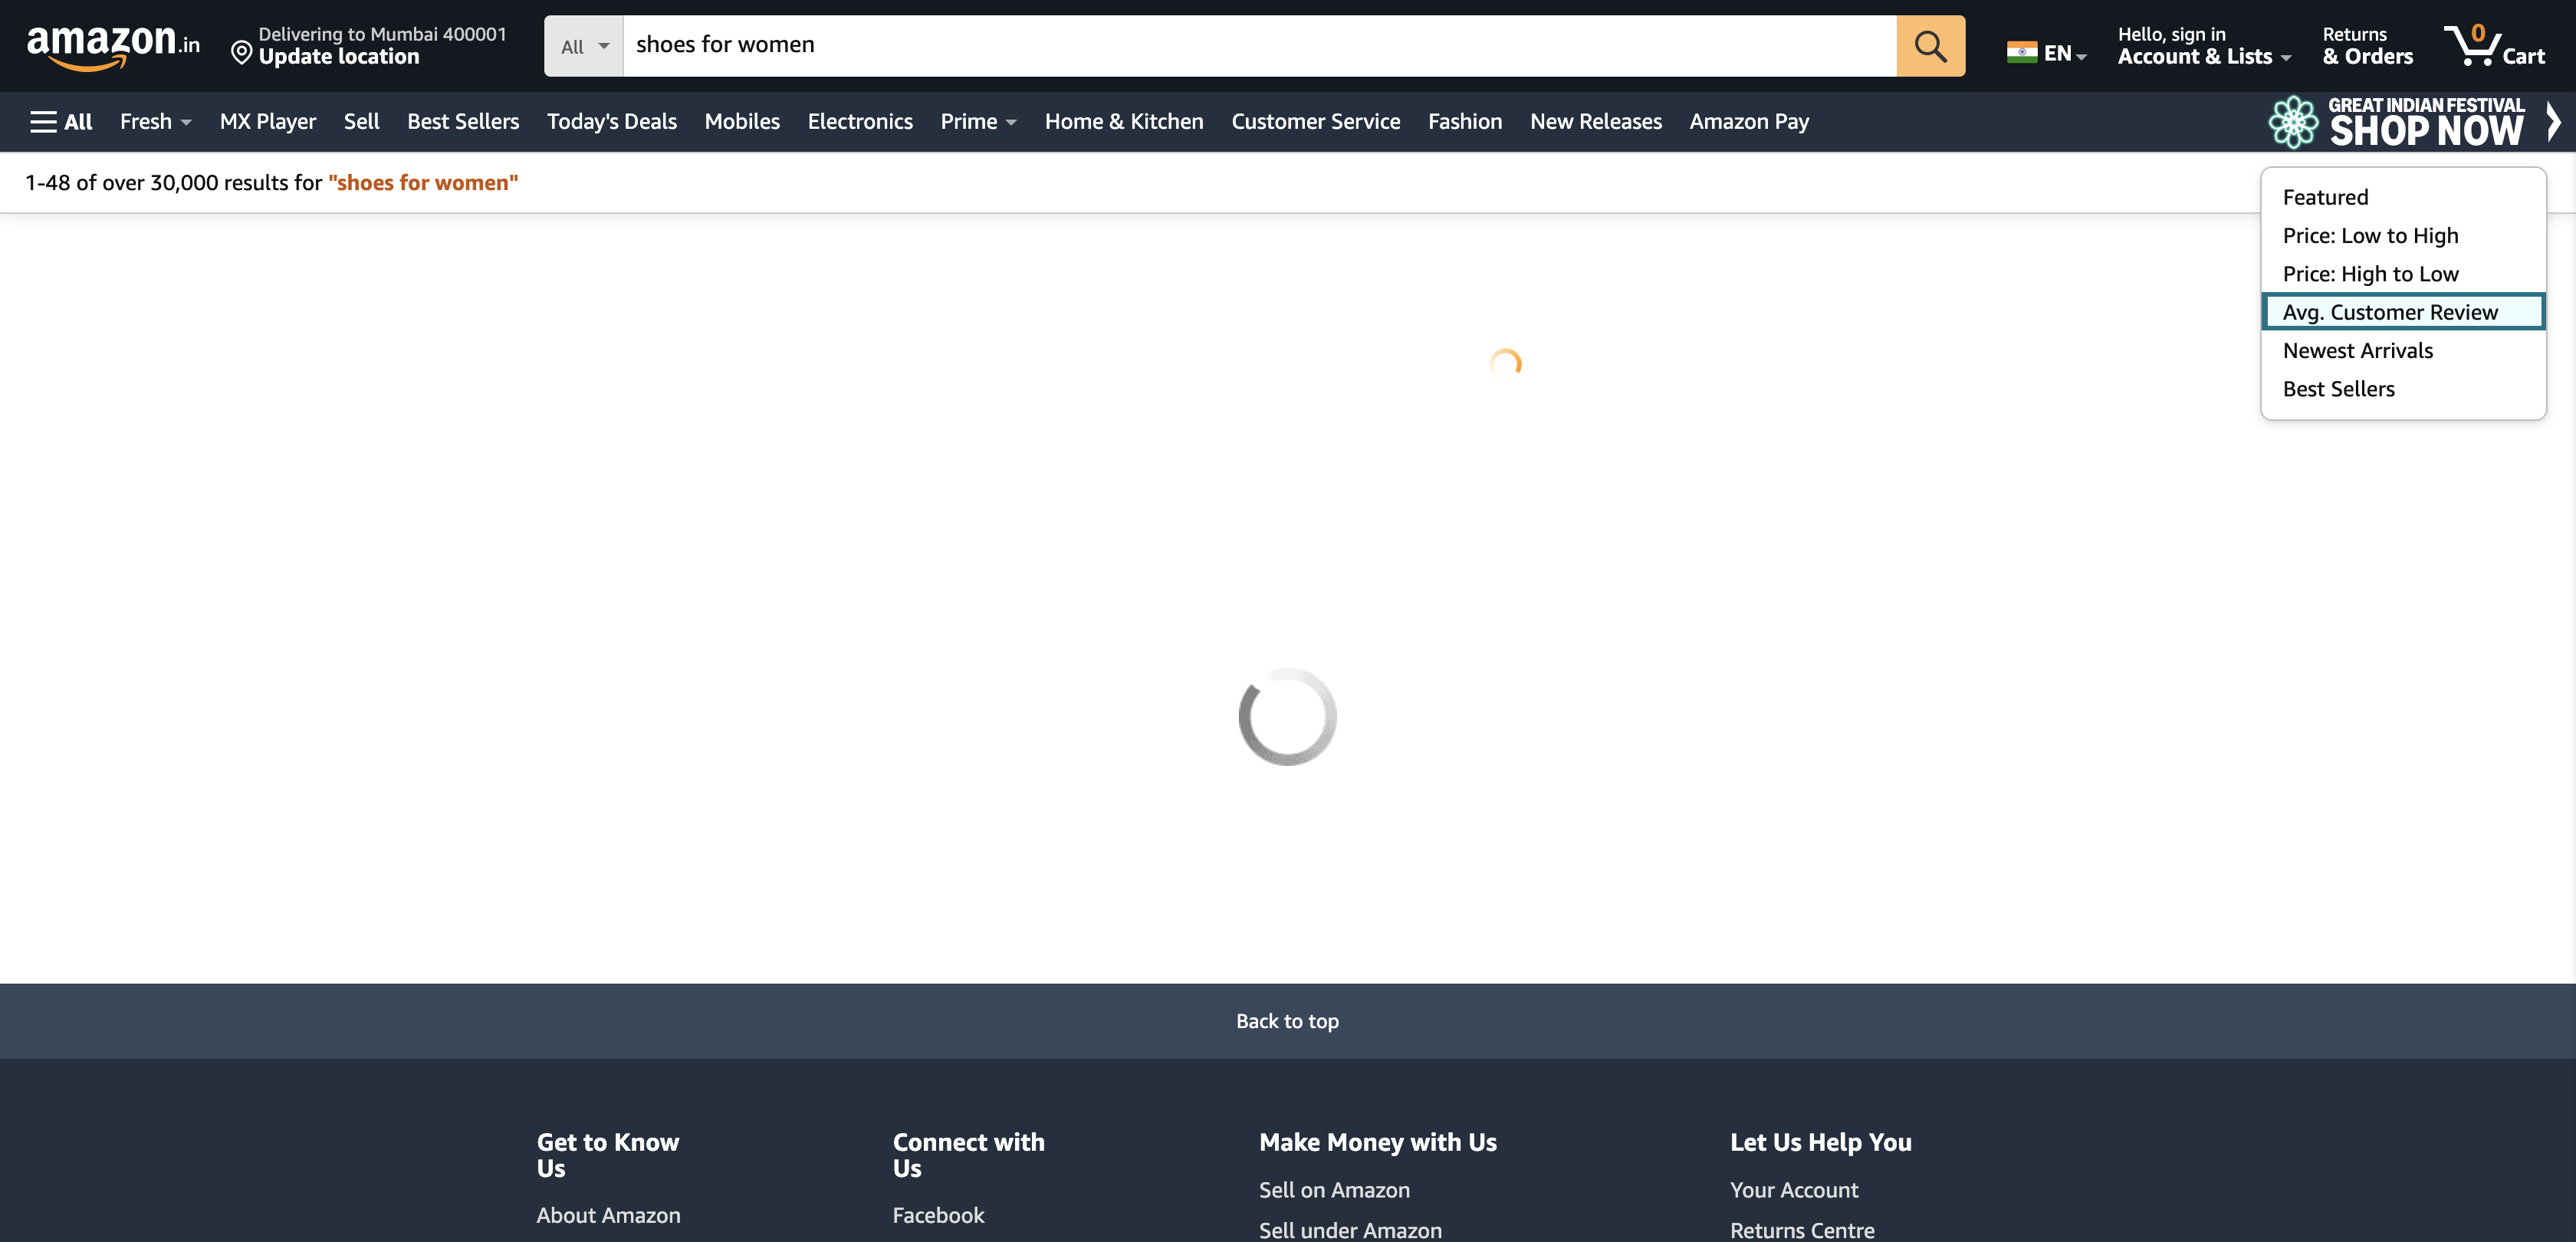 amazon.in
Delivering to Mumbai 400001
Update location
All
shoes for women
EN
Hello, sign in
Account & Lists
Returns
& Orders
0
Cart
All
Fresh
MX Player
Sell
Best Sellers
Today's Deals
Mobiles
Electronics
Prime
Home & Kitchen
Customer Service
Fashion
New Releases
Amazon Pay
GREAT INDIAN FESTIVAL
SHOP NOW
1-48 of over 30,000 results for "shoes for women"
Featured
Price: Low to High
Price: High to Low
Avg. Customer Review
Newest Arrivals
Best Sellers
Back to top
Get to Know
Us
About Amazon
Connect with
Us
Facebook
Make Money with Us
Sell on Amazon
Sell under Amazon
Let Us Help You
Your Account
Returns Centre